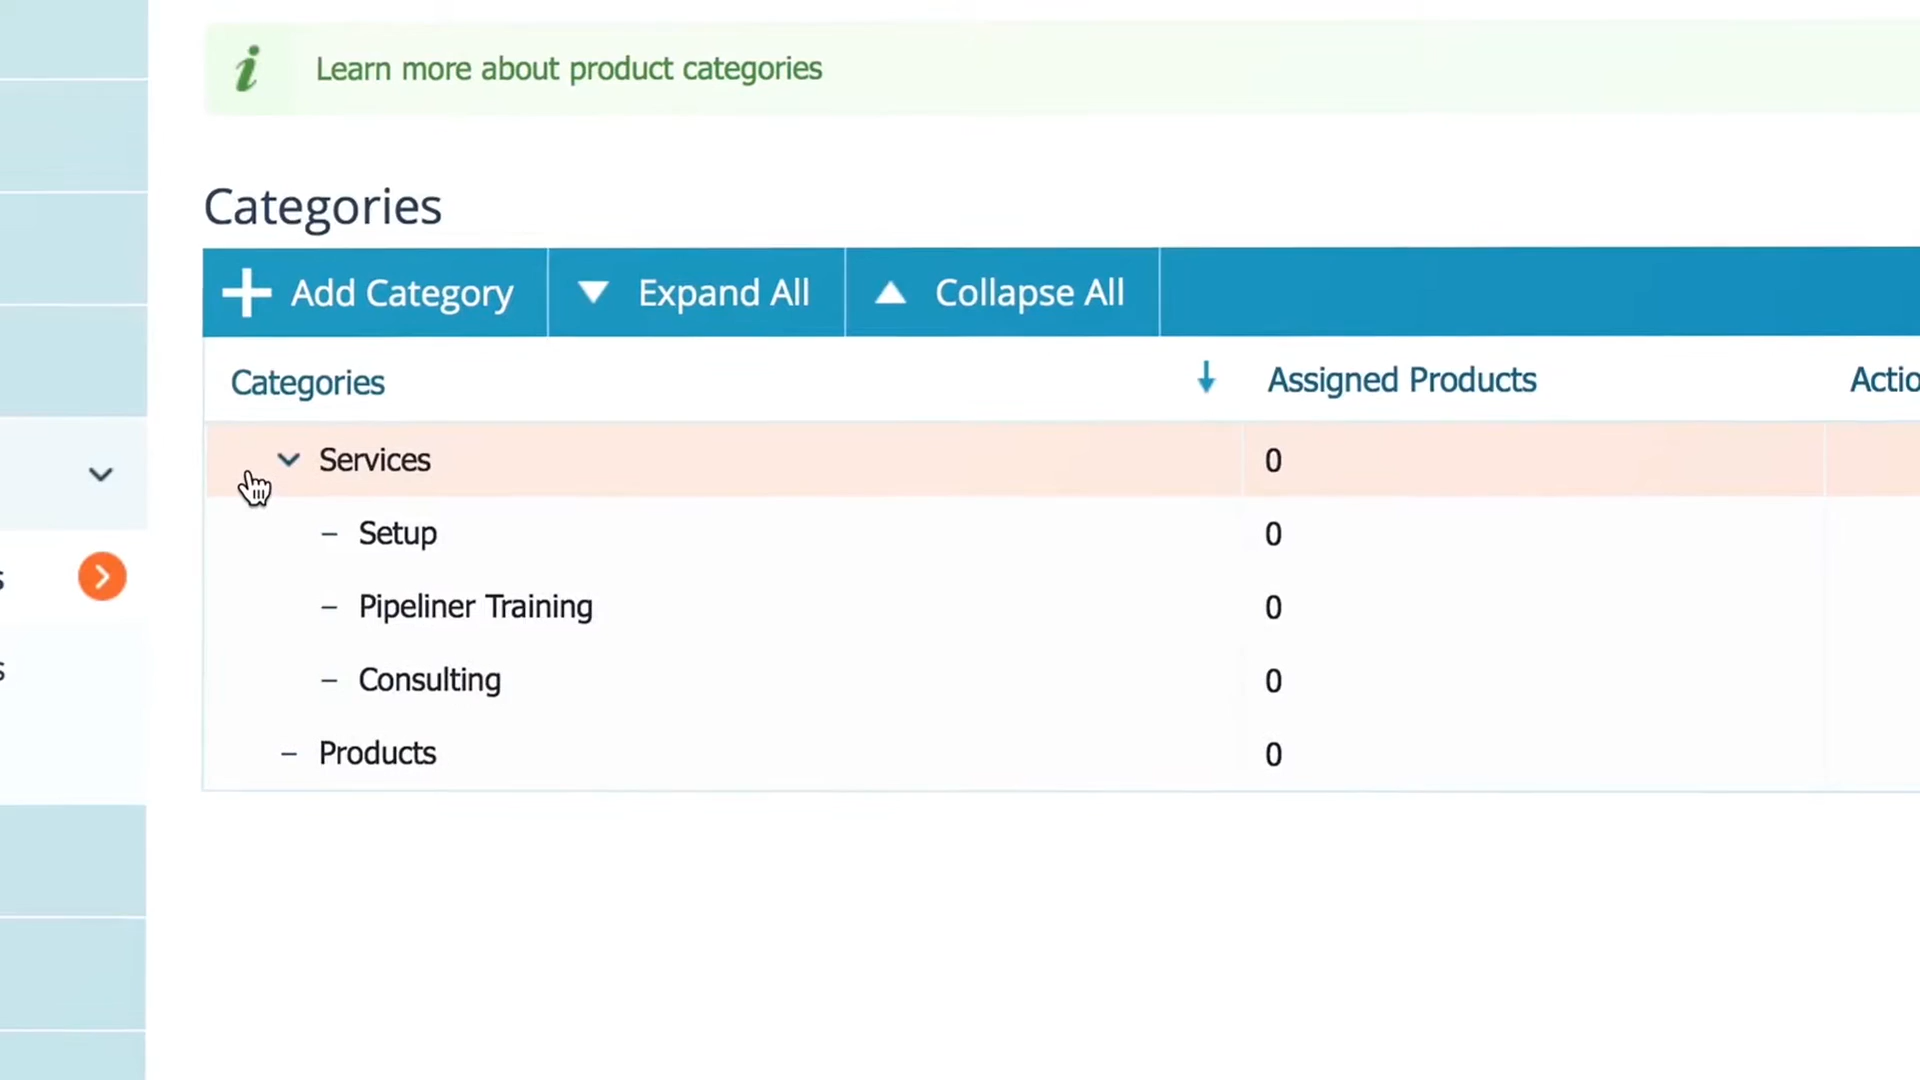 Learn more about product categories
Categories
Add Category Expand All Collapse All
Categories Assigned Products
Services 0
– Setup 0
– Pipeliner Training 0
– Consulting 0
– Products 0